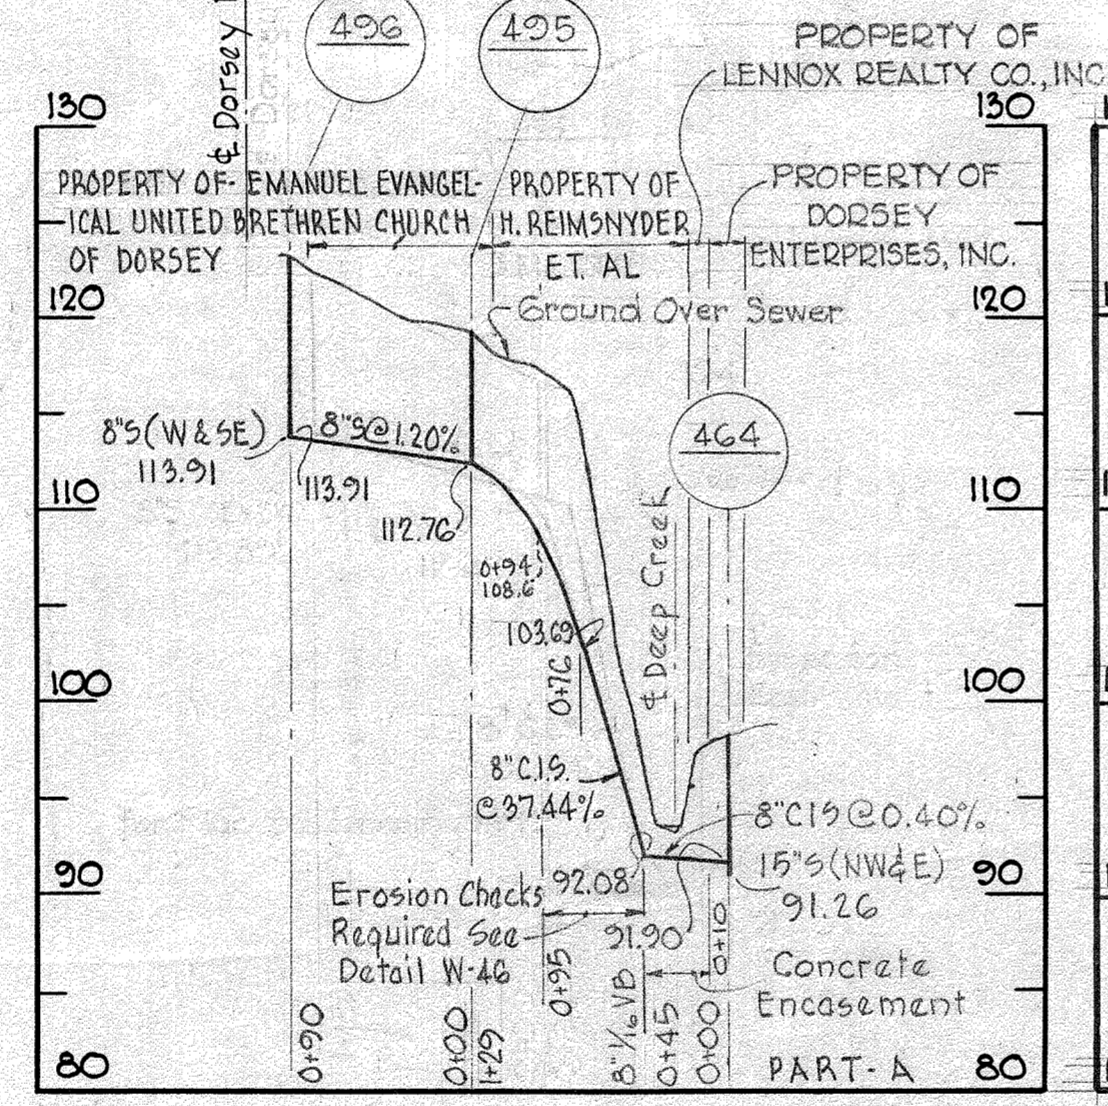 496
495
PROPERTY OF
LENNOX REALTY CO., INC
℄ Dorsey
130
130
PROPERTY OF- EMANUEL EVANGEL-
ICAL UNITED BRETHREN CHURCH
OF DORSEY
PROPERTY OF
H. REIMSNYDER
ET. AL
PROPERTY OF
DORSEY
ENTERPRISES, INC.
120
Ground Over Sewer
120
8"S(W & SE)
113.91
8"S@1.20%
464
110
113.91
110
112.76
℄ Deep Creek
0+94
108.6
103.69
0+76
100
100
8" C.I.S.
@37.44%
8"CIS@0.40%
15"S(NW&E)
91.26
90
90
Erosion Checks
Required See
Detail W-46
92.08
91.90
0+10
0+95
Concrete
Encasement
0+90
0+00
1+29
8" 1/16 VB
0+45
0+00
80
PART-A
80